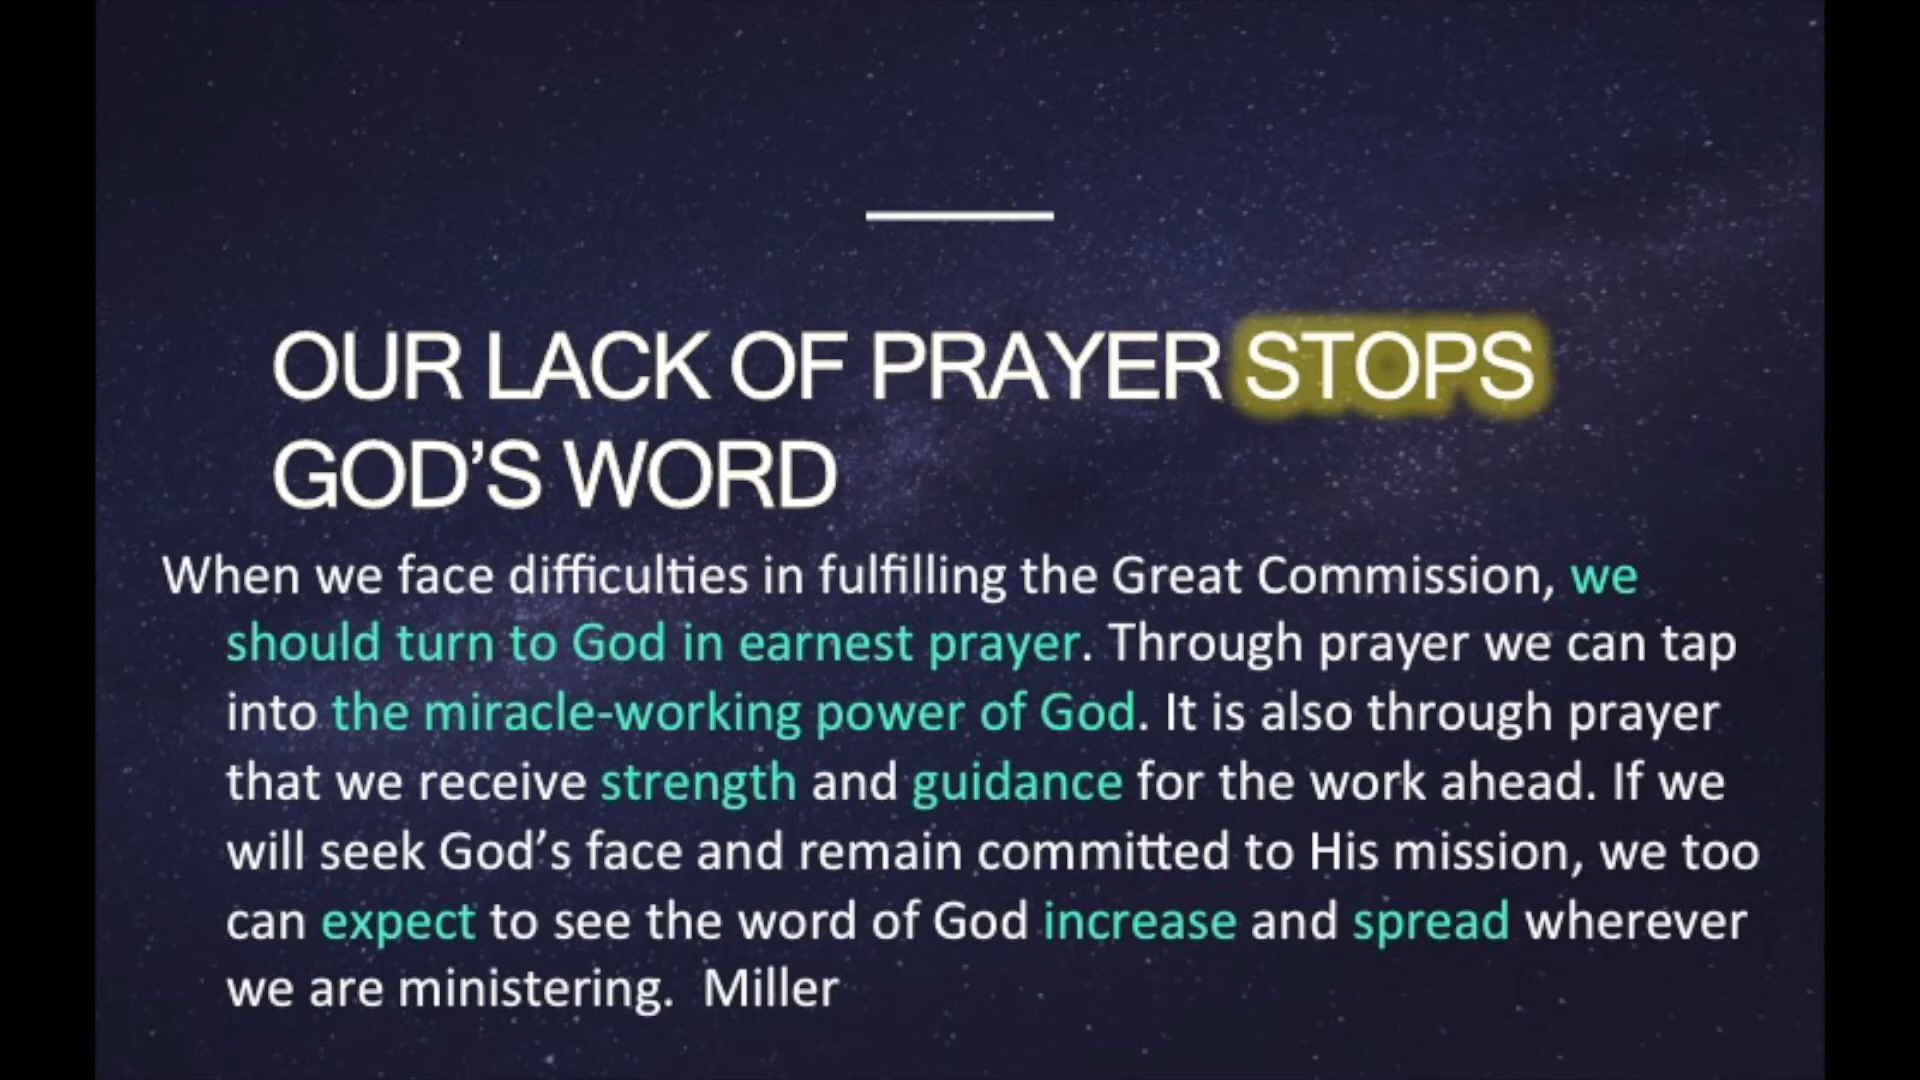 OUR LACK OF PRAYER STOPS
GOD’S WORD
When we face difficulties in fulfilling the Great Commission, we
should turn to God in earnest prayer. Through prayer we can tap
into the miracle-working power of God. It is also through prayer
that we receive strength and guidance for the work ahead. If we
will seek God’s face and remain committed to His mission, we too
can expect to see the word of God increase and spread wherever
we are ministering.  Miller